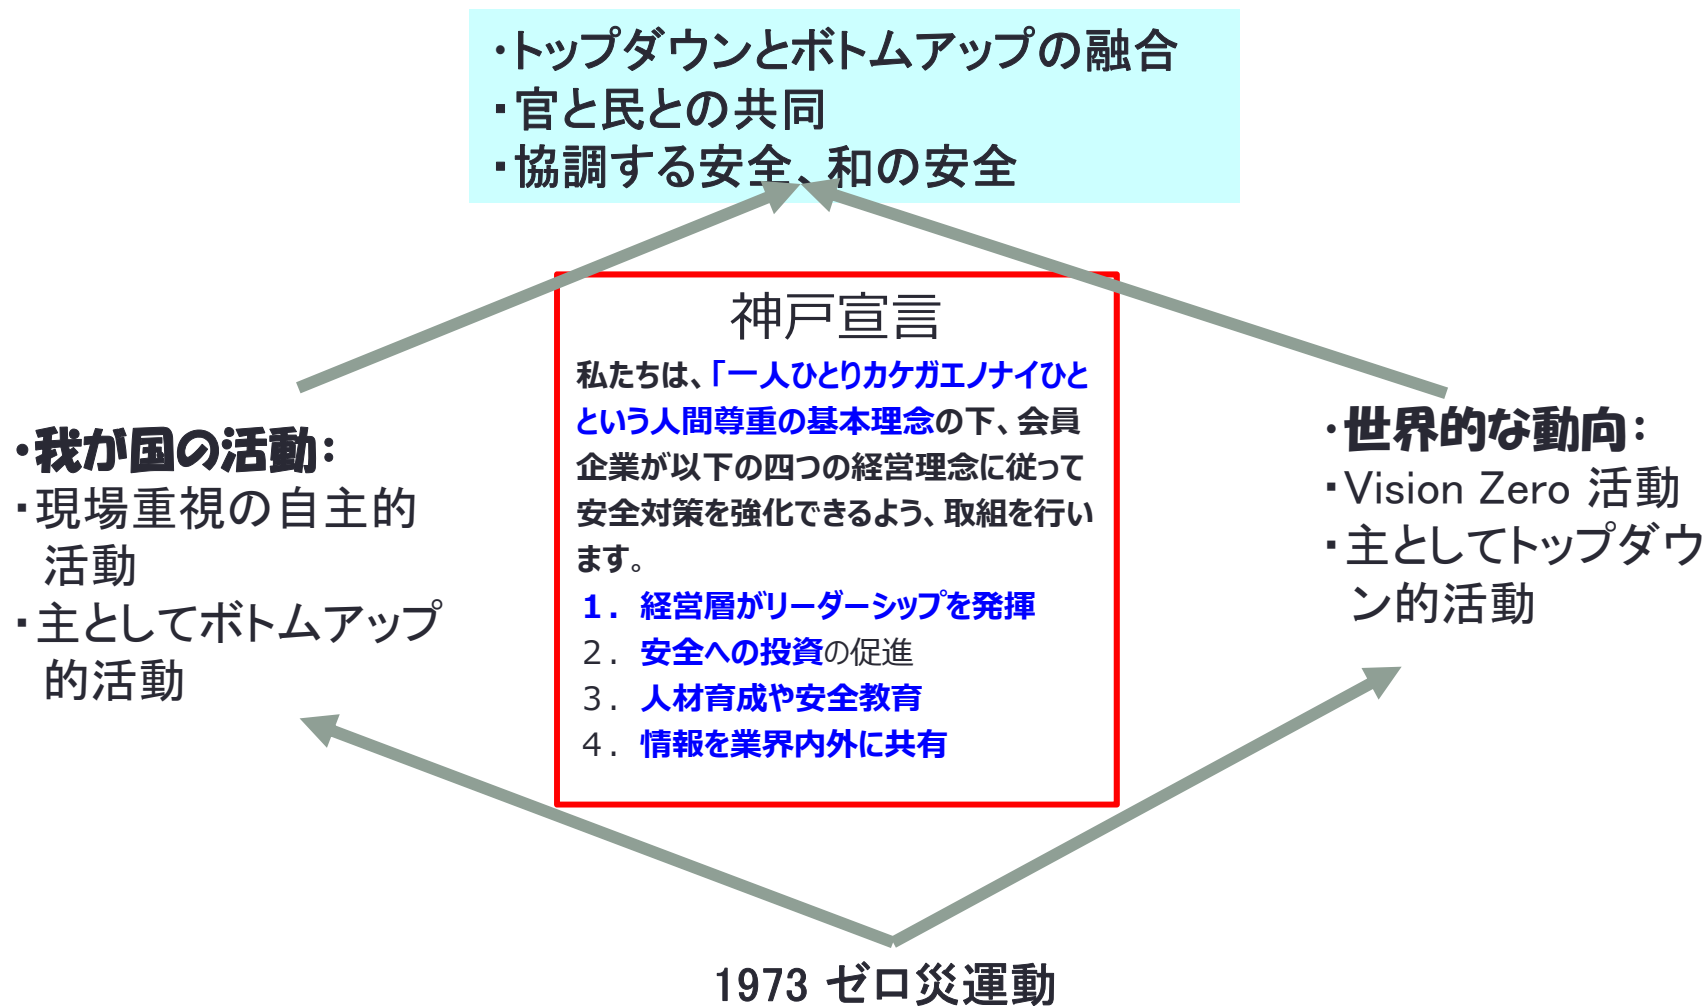 ・トップダウンとボトムアップの融合
・官と民との共同
・協調する安全、和の安全
神戸宣言
私たちは、「一人ひとりカケガエノナイひと
という人間尊重の基本理念の下、会員
企業が以下の四つの経営理念に従って
安全対策を強化できるよう、取組を行い
ます。
１. 経営層がリーダーシップを発揮
２. 安全への投資の促進
３. 人材育成や安全教育
４. 情報を業界内外に共有
・我が国の活動：
・現場重視の自主的
活動
・主としてボトムアップ
的活動
・世界的な動向：
・Vision Zero 活動
・主としてトップダウ
ン的活動
1973 ゼロ災運動